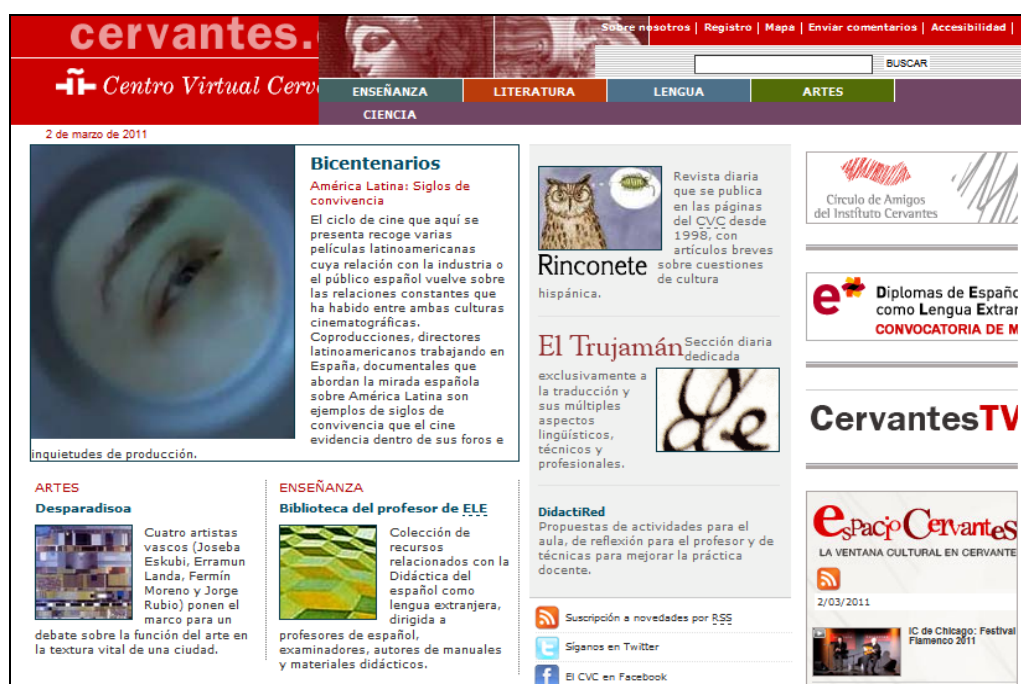 cervantes.
Centro Virtual Cerv
Sobre nosotros | Registro | Mapa | Enviar comentarios | Accesibilidad |
BUSCAR
ENSEÑANZA
LITERATURA
LENGUA
ARTES
CIENCIA
2 de marzo de 2011
Bicentenarios
América Latina: Siglos de
convivencia
El ciclo de cine que aquí se
presenta recoge varias
películas latinoamericanas
cuya relación con la industria o
el público español vuelve sobre
las relaciones constantes que
ha habido entre ambas culturas
cinematográficas.
Coproducciones, directores
latinoamericanos trabajando en
España, documentales que
abordan la mirada española
sobre América Latina son
ejemplos de siglos de
convivencia que el cine
evidencia dentro de sus foros e
inquietudes de producción.
ARTES
Desparadisoa
Cuatro artistas
vascos (Joseba
Eskubi, Erramun
Landa, Fermín
Moreno y Jorge
Rubio) ponen el
marco para un
debate sobre la función del arte en
la textura vital de una ciudad.
ENSEÑANZA
Biblioteca del profesor de ELE
Colección de
recursos
relacionados con la
Didáctica del
español como
lengua extranjera,
dirigida a
profesores de español,
examinadores, autores de manuales
y materiales didácticos.
Rinconete
Revista diaria
que se publica
en las páginas
del CVC desde
1998, con
artículos breves
sobre cuestiones
de cultura
hispánica.
El Trujamán
Sección diaria
dedicada
exclusivamente a
la traducción y
sus múltiples
aspectos
lingüísticos,
técnicos y
profesionales.
de
DidactiRed
Propuestas de actividades para el
aula, de reflexión para el profesor y de
técnicas para mejorar la práctica
docente.
Suscripción a novedades por RSS
Síganos en Twitter
El CVC en Facebook
Círculo de Amigos
del Instituto Cervantes
e
Diplomas de Españo
como Lengua Extrar
CONVOCATORIA DE M
CervantesTV
Espacio Cervantes
LA VENTANA CULTURAL EN CERVANTE
2/03/2011
IC de Chicago: Festival
Flamenco 2011